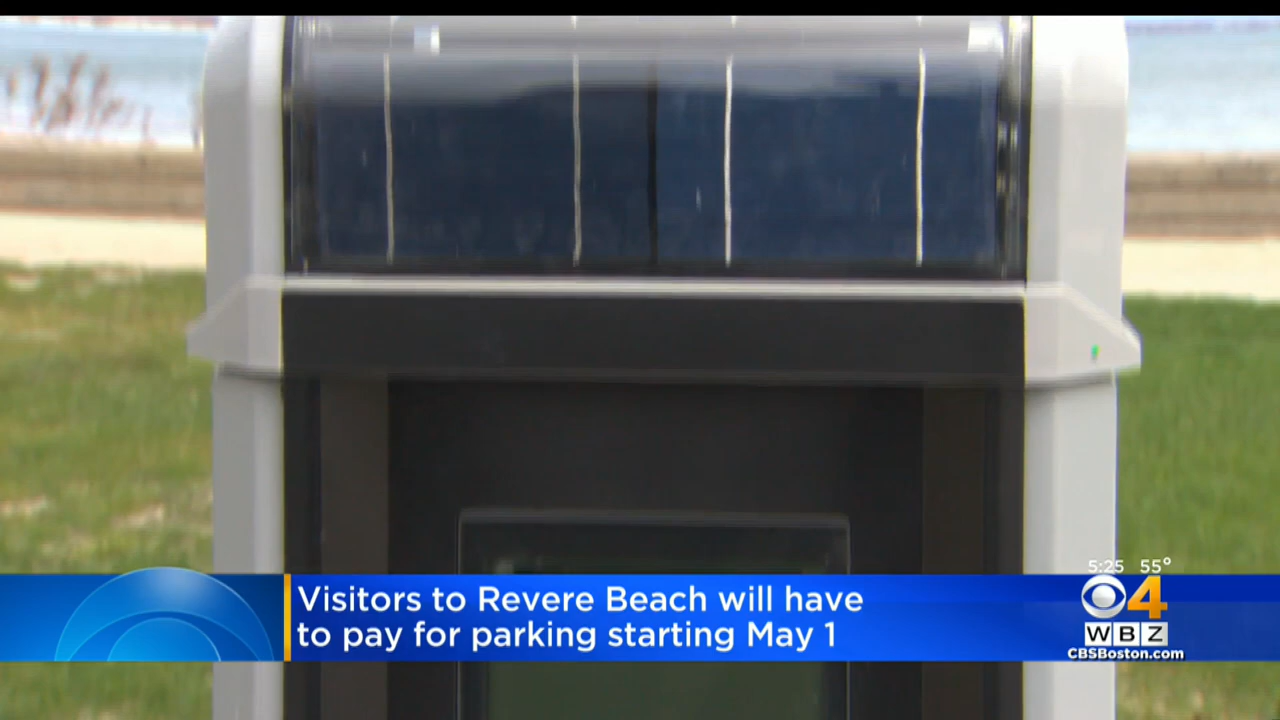 5:25 55°
Visitors to Revere Beach will have
to pay for parking starting May 1
4
WBZ
CBSBoston.com